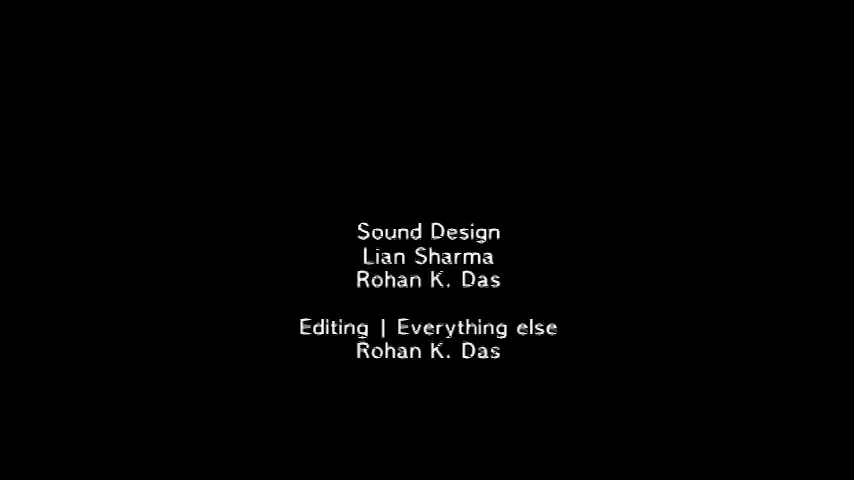 Sound Design
Lian Sharma
Rohan K. Das
Editing | Everything else
Rohan K. Das